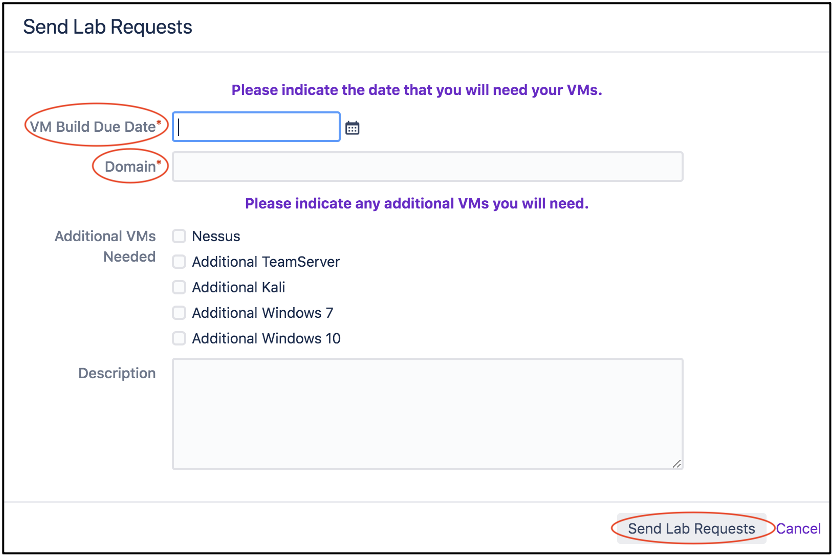 Send Lab Requests
Please indicate the date that you will need your VMs.
VM Build Due Date*
Domain*
Please indicate any additional VMs you will need.
Additional VMs Needed
Nessus
Additional TeamServer
Additional Kali
Additional Windows 7
Additional Windows 10
Description
Send Lab Requests Cancel